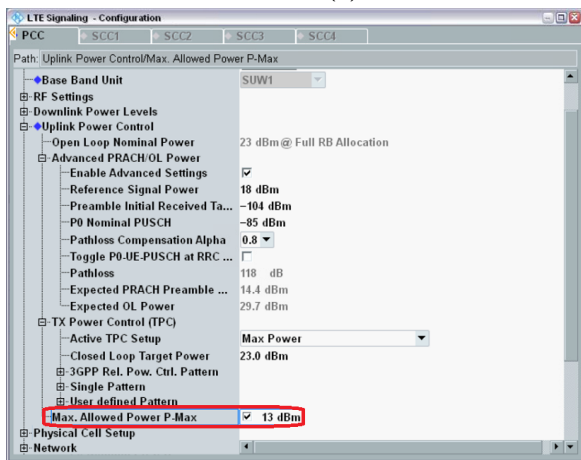 LTE Signaling - Configuration
PCC SCC1 SCC2 SCC3 SCC4
Path: Uplink Power Control/Max. Allowed Power P-Max
Base Band Unit SUW1
RF Settings
Downlink Power Levels
Uplink Power Control
Open Loop Nominal Power 23 dBm @ Full RB Allocation
Advanced PRACH/OL Power
Enable Advanced Settings
Reference Signal Power 18 dBm
Preamble Initial Received Ta... −104 dBm
P0 Nominal PUSCH −85 dBm
Pathloss Compensation Alpha 0.8
Toggle P0-UE-PUSCH at RRC ...
Pathloss 118 dB
Expected PRACH Preamble ... 14.4 dBm
Expected OL Power 29.7 dBm
TX Power Control (TPC)
Active TPC Setup Max Power
Closed Loop Target Power 23.0 dBm
3GPP Rel. Pow. Ctrl. Pattern
Single Pattern
User defined Pattern
Max. Allowed Power P-Max 13 dBm
Physical Cell Setup
Network